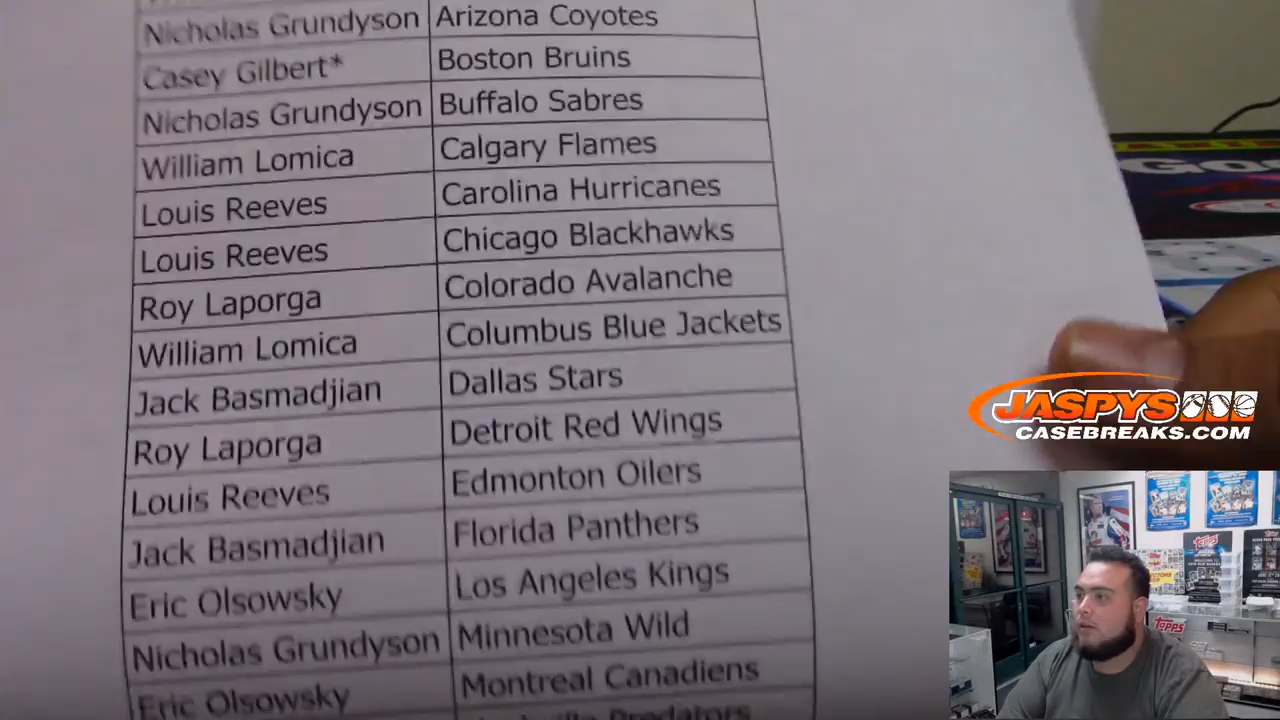 Nicholas Grundyson Arizona Coyotes
Casey Gilbert* Boston Bruins
Nicholas Grundyson Buffalo Sabres
William Lomica Calgary Flames
Louis Reeves Carolina Hurricanes
Louis Reeves Chicago Blackhawks
Roy Laporga Colorado Avalanche
William Lomica Columbus Blue Jackets
Jack Basmadjian Dallas Stars
Roy Laporga Detroit Red Wings
Louis Reeves Edmonton Oilers
Jack Basmadjian Florida Panthers
Eric Olsowsky Los Angeles Kings
Nicholas Grundyson Minnesota Wild
Eric Olsowsky Montreal Canadiens
Predators
JASPYS
CASEBREAKS.COM
TOPPS